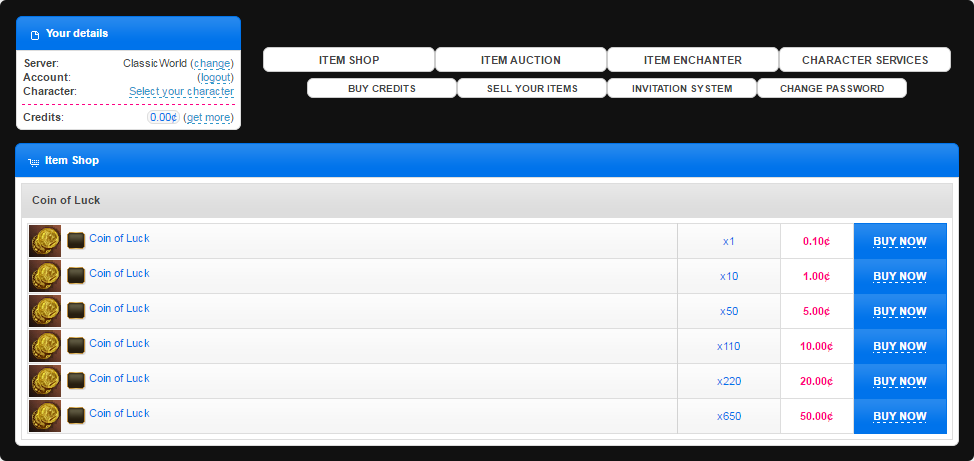 Your details
Server: ClassicWorld (change)
Account: (logout)
Character: Select your character
Credits: 0.00¢ (get more)
ITEM SHOP ITEM AUCTION ITEM ENCHANTER CHARACTER SERVICES
BUY CREDITS SELL YOUR ITEMS INVITATION SYSTEM CHANGE PASSWORD
Item Shop
Coin of Luck
Coin of Luck x1 0.10¢ BUY NOW
Coin of Luck x10 1.00¢ BUY NOW
Coin of Luck x50 5.00¢ BUY NOW
Coin of Luck x110 10.00¢ BUY NOW
Coin of Luck x220 20.00¢ BUY NOW
Coin of Luck x650 50.00¢ BUY NOW